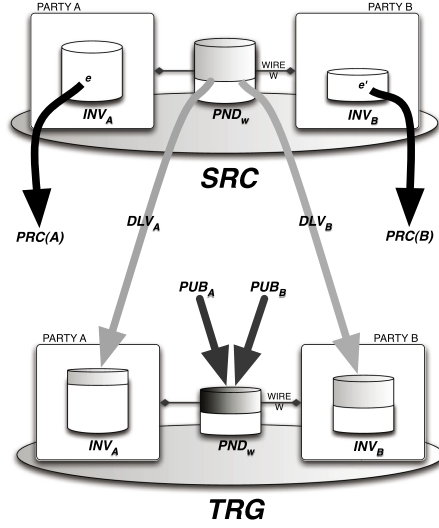 PARTY A
PARTY B
e
WIRE
W
e'
INV_A
PND_w
INV_B
SRC
DLV_A
DLV_B
PRC(A)
PRC(B)
PUB_A
PUB_B
PARTY A
PARTY B
WIRE
W
INV_A
PND_w
INV_B
TRG